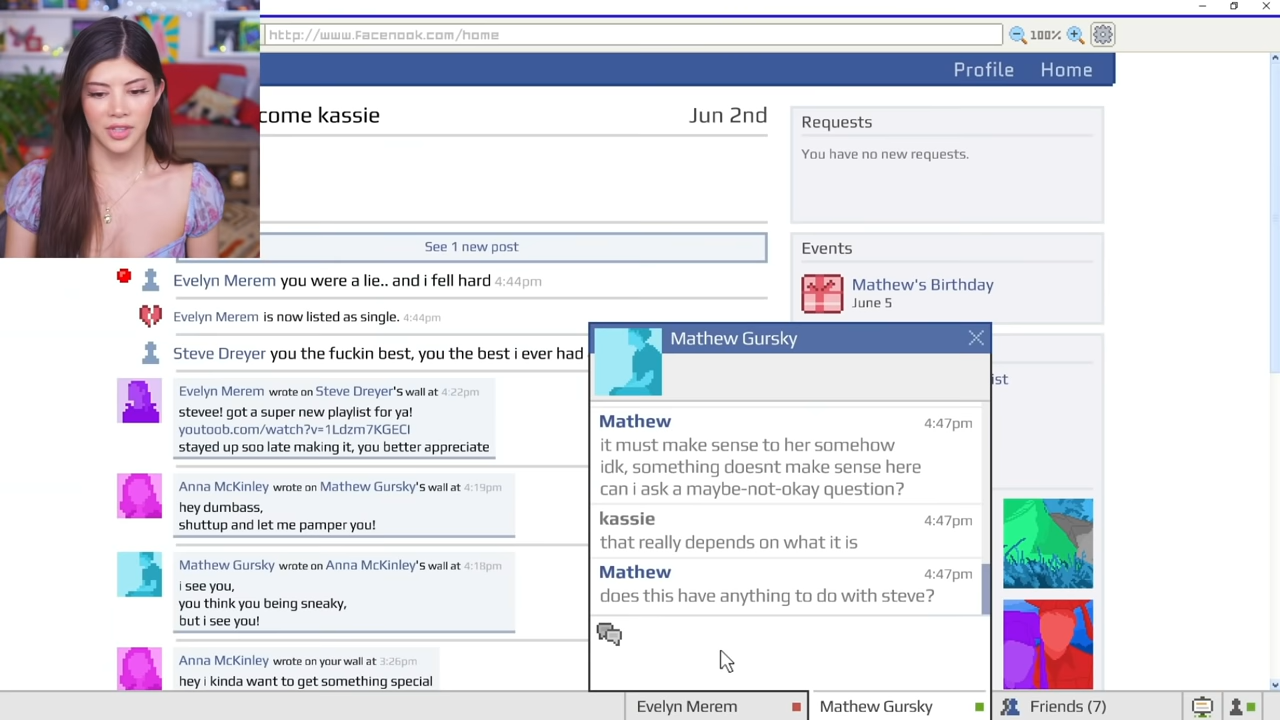 http://www.facenook.com/home
100%
Profile
Home
come kassie
Jun 2nd
See 1 new post
Evelyn Merem you were a lie.. and i fell hard 4:44pm
Evelyn Merem is now listed as single. 4:44pm
Steve Dreyer you the fuckin best, you the best i ever had
Evelyn Merem wrote on Steve Dreyer's wall at 4:22pm
stevee! got a super new playlist for ya!
youtoob.com/watch?v=1Ldzm7KGECI
stayed up soo late making it, you better appreciate
Anna McKinley wrote on Mathew Gursky's wall at 4:19pm
hey dumbass,
shuttup and let me pamper you!
Mathew Gursky wrote on Anna McKinley's wall at 4:18pm
i see you,
you think you being sneaky,
but i see you!
Anna McKinley wrote on your wall at 3:26pm
hey i kinda want to get something special
Requests
You have no new requests.
Events
Mathew's Birthday
June 5
ist
Mathew Gursky
Mathew 4:47pm
it must make sense to her somehow
idk, something doesnt make sense here
can i ask a maybe-not-okay question?
kassie 4:47pm
that really depends on what it is
Mathew 4:47pm
does this have anything to do with steve?
Evelyn Merem
Mathew Gursky
Friends (7)